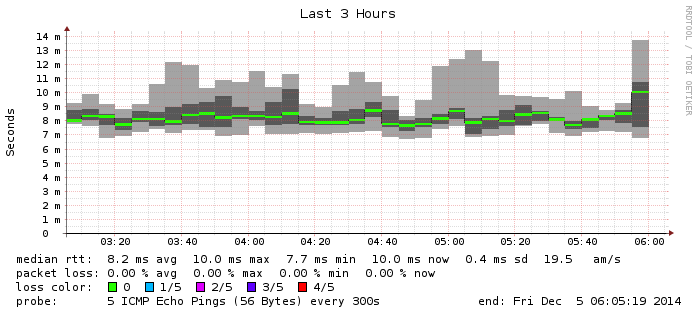 Last 3 Hours
RRDTOOL / TOBI OETIKER
Seconds
14 m
13 m
12 m
11 m
10 m
9 m
8 m
7 m
6 m
5 m
4 m
3 m
2 m
1 m
0
03:20 03:40 04:00 04:20 04:40 05:00 05:20 05:40 06:00
median rtt: 8.2 ms avg 10.0 ms max 7.7 ms min 10.0 ms now 0.4 ms sd 19.5 am/s
packet loss: 0.00 % avg 0.00 % max 0.00 % min 0.00 % now
loss color: 0 1/5 2/5 3/5 4/5
probe: 5 ICMP Echo Pings (56 Bytes) every 300s end: Fri Dec 5 06:05:19 2014